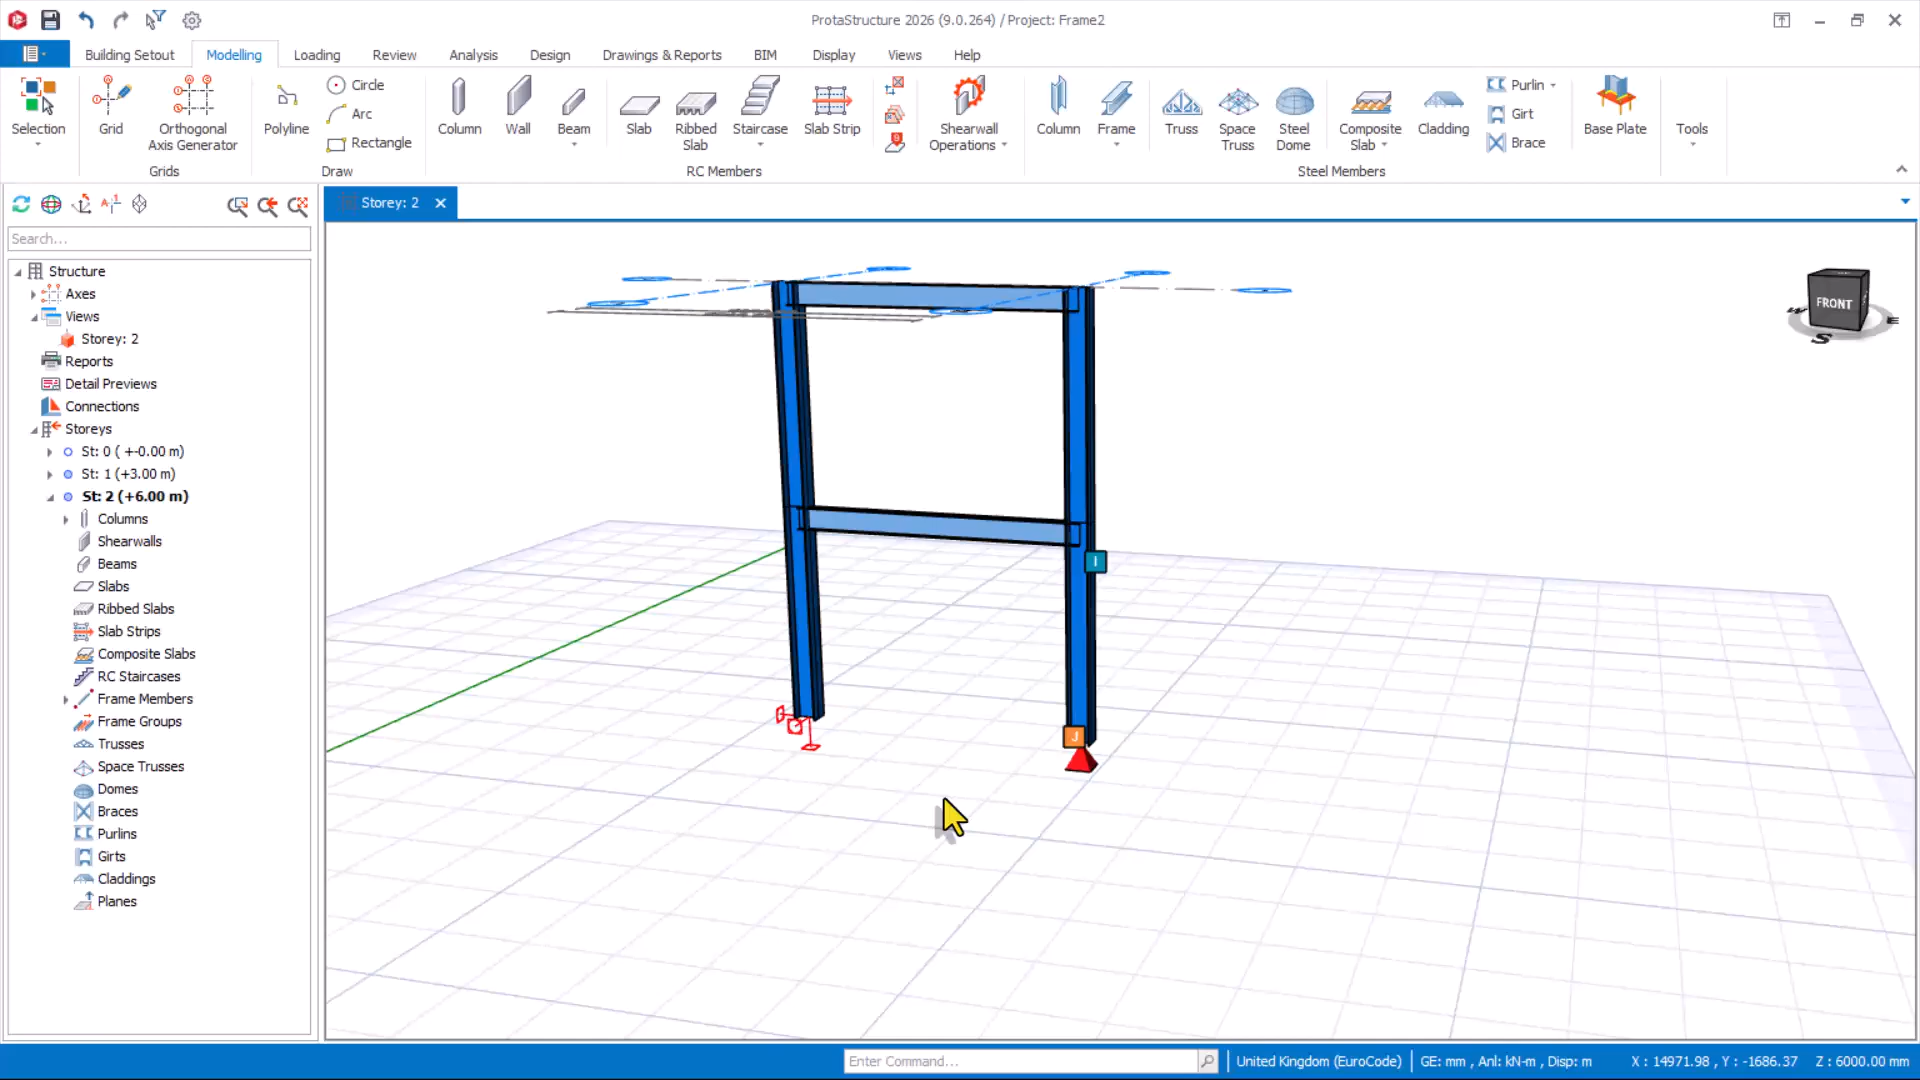 ProtaStructure 2026 (9.0.264) / Project: Frame2
Building Setout
Modelling
Loading
Review
Analysis
Design
Drawings & Reports
BIM
Display
Views
Help
Selection
Grid
Orthogonal
Axis Generator
Grids
Polyline
Circle
Arc
Rectangle
Draw
Column
Wall
Beam
Slab
Ribbed
Slab
Staircase
Slab Strip
Shearwall
Operations
RC Members
Column
Frame
Truss
Space
Truss
Steel
Dome
Composite
Slab
Cladding
Purlin
Girt
Brace
Steel Members
Base Plate
Tools
Search...
Storey: 2
Structure
Axes
Views
Storey: 2
Reports
Detail Previews
Connections
Storeys
St: 0 ( +-0.00 m)
St: 1 (+3.00 m)
St: 2 (+6.00 m)
Columns
Shearwalls
Beams
Slabs
Ribbed Slabs
Slab Strips
Composite Slabs
RC Staircases
Frame Members
Frame Groups
Trusses
Space Trusses
Domes
Braces
Purlins
Girts
Claddings
Planes
FRONT
W
S
E
I
J
Enter Command...
United Kingdom (EuroCode)
GE: mm , Anl: kN-m , Disp: m
X : 14971.98 , Y : -1686.37
Z : 6000.00 mm